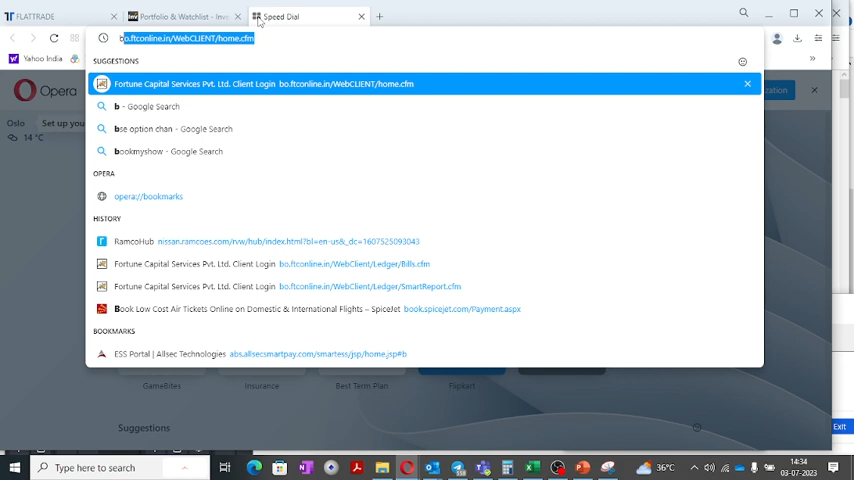 FLATTRADE
Portfolio & Watchlist - Inv
Speed Dial
bo.ftconline.in/WebCLIENT/home.cfm
Yahoo India
SUGGESTIONS
Fortune Capital Services Pvt. Ltd. Client Login bo.ftconline.in/WebCLIENT/home.cfm
Opera
b - Google Search
Oslo
Set up you
bse option chan - Google Search
14 °C
bookmyshow - Google Search
OPERA
opera://bookmarks
HISTORY
RamcoHub nissan.ramcoes.com/rvw/hub/index.html?bl=en-us&_dc=1607525093043
Fortune Capital Services Pvt. Ltd. Client Login bo.ftconline.in/WebClient/Ledger/Bills.cfm
Fortune Capital Services Pvt. Ltd. Client Login bo.ftconline.in/WebClient/Ledger/SmartReport.cfm
Book Low Cost Air Tickets Online on Domestic & International Flights – SpiceJet book.spicejet.com/Payment.aspx
BOOKMARKS
ESS Portal | Allsec Technologies abs.allsecsmartpay.com/smartess/jsp/home.jsp#b
GameBites
Insurance
Best Term Plan
Flipkart
Suggestions
Exit
Type here to search
36°C
14:34
03-07-2023